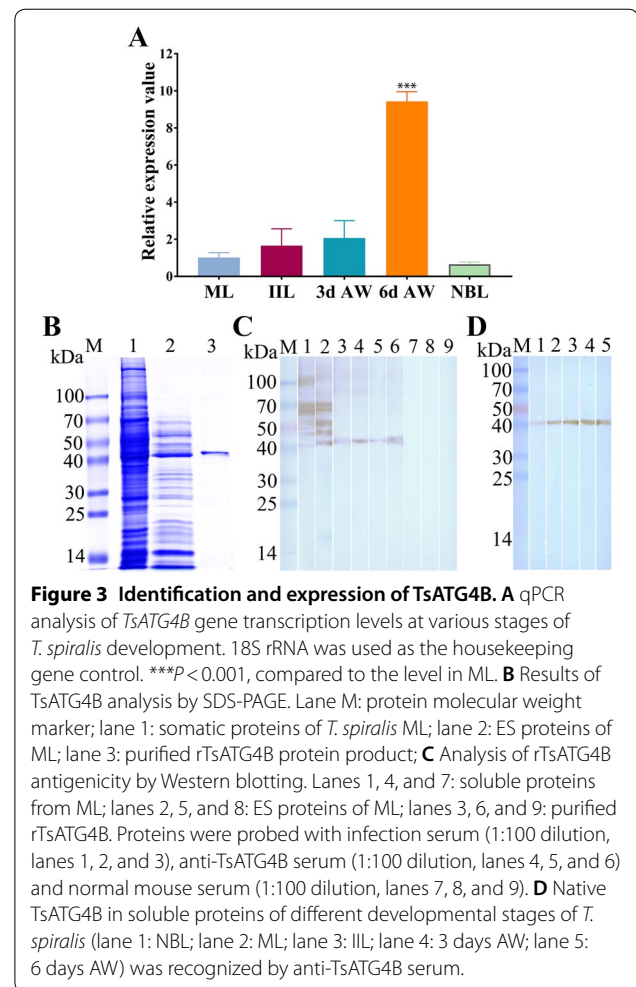 A
Relative expression value
12
10
8
6
4
2
0
***
ML IIL 3d AW 6d AW NBL
B
kDa M 1 2 3
100
70
50
40
30
25
14
C
kDa M 1 2 3 4 5 6 7 8 9
100
70
50
40
30
25
14
D
kDa M 1 2 3 4 5
100
70
50
40
30
25
14
Figure 3 Identification and expression of TsATG4B. A qPCR
analysis of TsATG4B gene transcription levels at various stages of
T. spiralis development. 18S rRNA was used as the housekeeping
gene control. ***P < 0.001, compared to the level in ML. B Results of
TsATG4B analysis by SDS-PAGE. Lane M: protein molecular weight
marker; lane 1: somatic proteins of T. spiralis ML; lane 2: ES proteins of
ML; lane 3: purified rTsATG4B protein product; C Analysis of rTsATG4B
antigenicity by Western blotting. Lanes 1, 4, and 7: soluble proteins
from ML; lanes 2, 5, and 8: ES proteins of ML; lanes 3, 6, and 9: purified
rTsATG4B. Proteins were probed with infection serum (1:100 dilution,
lanes 1, 2, and 3), anti-TsATG4B serum (1:100 dilution, lanes 4, 5, and 6)
and normal mouse serum (1:100 dilution, lanes 7, 8, and 9). D Native
TsATG4B in soluble proteins of different developmental stages of T.
spiralis (lane 1: NBL; lane 2: ML; lane 3: IIL; lane 4: 3 days AW; lane 5:
6 days AW) was recognized by anti-TsATG4B serum.